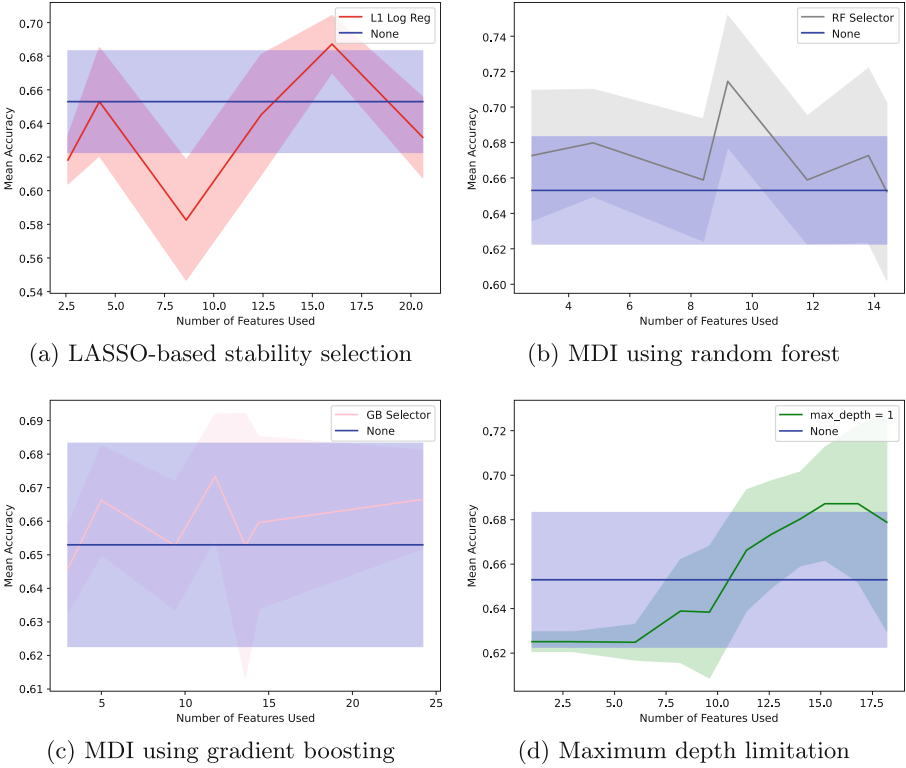 0.70
0.68
0.66
0.64
0.62
0.60
0.58
0.56
0.54
Mean Accuracy
L1 Log Reg
None
2.5 5.0 7.5 10.0 12.5 15.0 17.5 20.0
Number of Features Used
(a) LASSO-based stability selection
0.74
0.72
0.70
0.68
0.66
0.64
0.62
0.60
Mean Accuracy
RF Selector
None
4 6 8 10 12 14
Number of Features Used
(b) MDI using random forest
0.69
0.68
0.67
0.66
0.65
0.64
0.63
0.62
0.61
Mean Accuracy
GB Selector
None
5 10 15 20 25
Number of Features Used
(c) MDI using gradient boosting
0.72
0.70
0.68
0.66
0.64
0.62
Mean Accuracy
max_depth = 1
None
2.5 5.0 7.5 10.0 12.5 15.0 17.5
Number of Features Used
(d) Maximum depth limitation